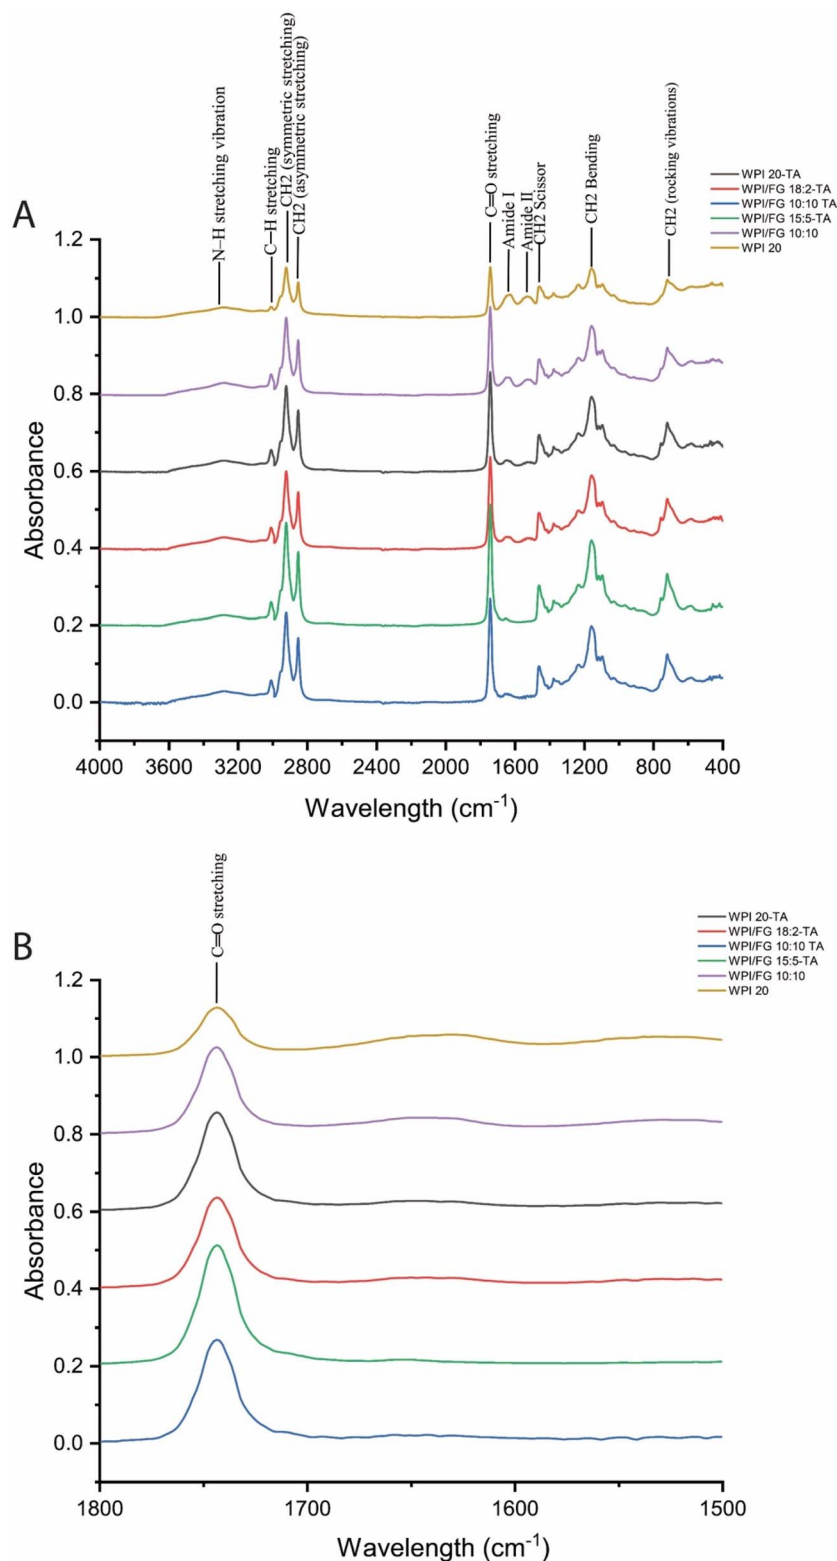 A
N–H stretching vibration
C–H stretching
CH2 (symmetric stretching)
CH2 (asymmetric stretching)
C=O stretching
Amide I
Amide II
CH2 Scissor
CH2 Bending
CH2 (rocking vibrations)
WPI 20-TA
WPI/FG 18:2-TA
WPI/FG 10:10 TA
WPI/FG 15:5-TA
WPI/FG 10:10
WPI 20
Absorbance
1.2
1.0
0.8
0.6
0.4
0.2
0.0
4000 3600 3200 2800 2400 2000 1600 1200 800 400
Wavelength (cm⁻¹)
B
C=O stretching
WPI 20-TA
WPI/FG 18:2-TA
WPI/FG 10:10 TA
WPI/FG 15:5-TA
WPI/FG 10:10
WPI 20
Absorbance
1.2
1.0
0.8
0.6
0.4
0.2
0.0
1800 1700 1600 1500
Wavelength (cm⁻¹)